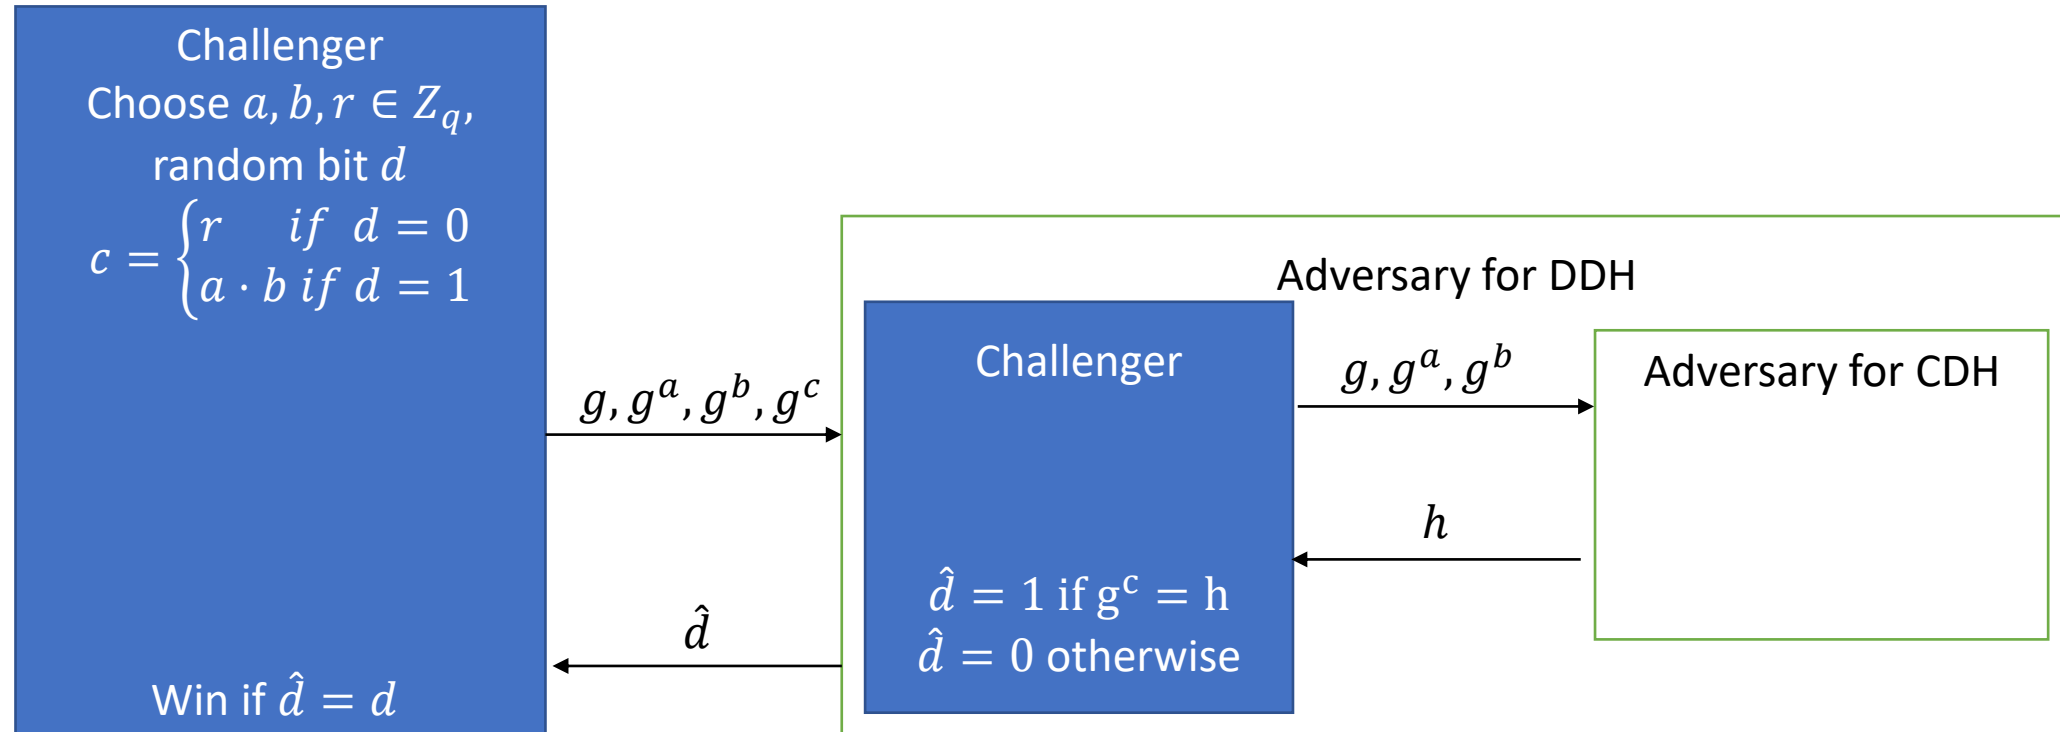 Challenger
Choose a, b, r ∈ Z_q,
random bit d
c = { r if d = 0
a · b if d = 1
Win if d̂ = d
g, g^a, g^b, g^c
d̂
Adversary for DDH
Challenger
d̂ = 1 if g^c = h
d̂ = 0 otherwise
g, g^a, g^b
h
Adversary for CDH